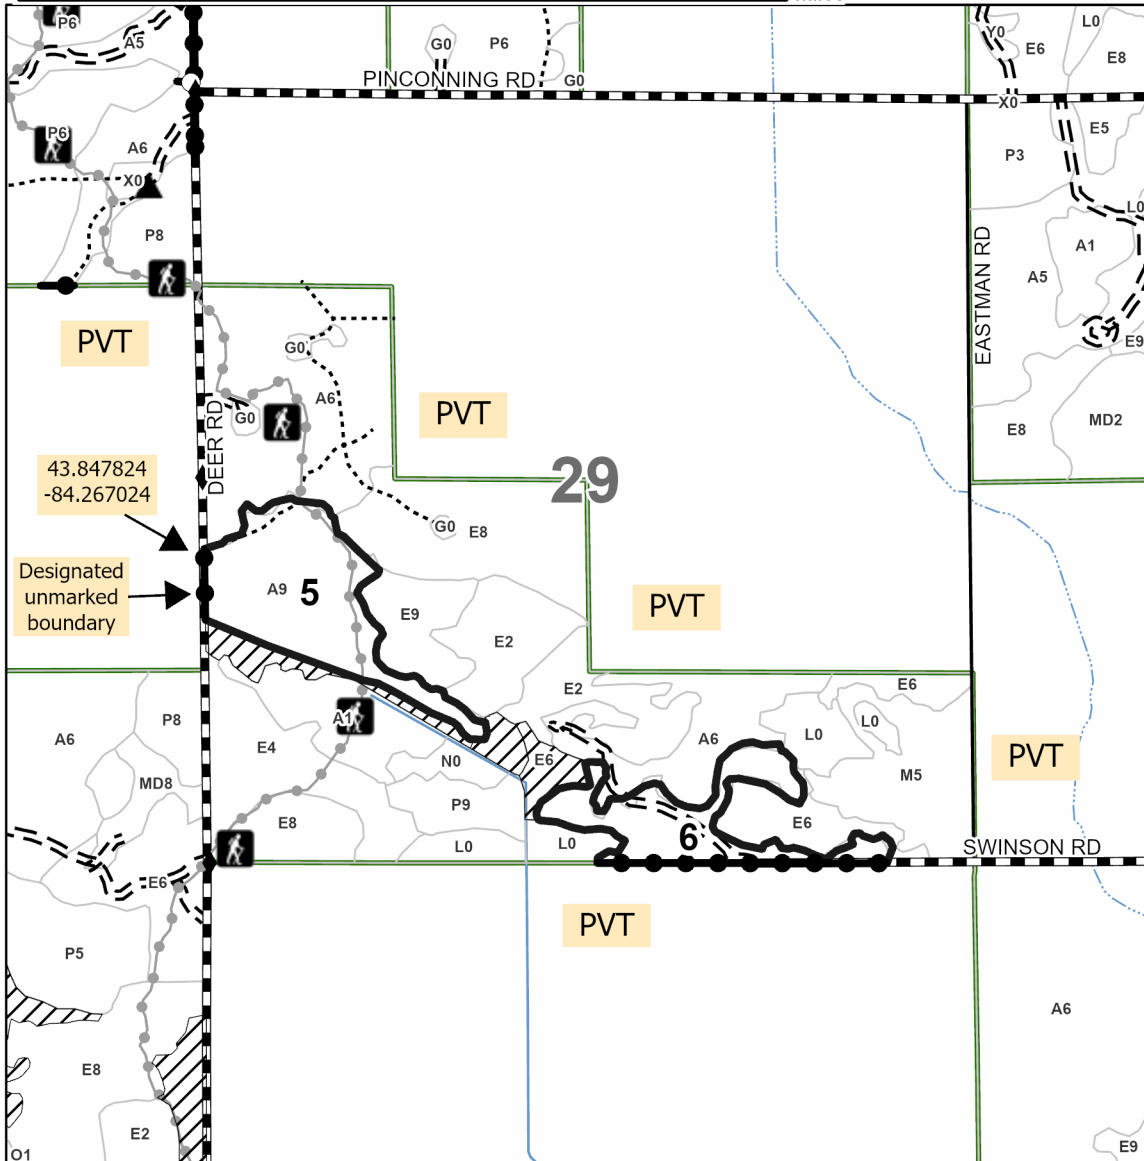 P6
A5
G0
P6
G0
Y0
E6
L0
E8
PINCONNING RD
X0
P6
A6
X0
P8
P3
E5
L0
A1
A5
EASTMAN RD
E9
PVT
G0
A6
G0
DEER RD
PVT
E8
MD2
43.847824
-84.267024
29
G0
E8
Designated
unmarked
boundary
A9
5
E9
E2
PVT
E2
E6
A6
P8
A1
E4
A6
L0
L0
PVT
MD8
N0
E6
M5
P9
E8
L0
L0
6
E6
SWINSON RD
E6
PVT
P5
A6
E8
E2
O1
E9